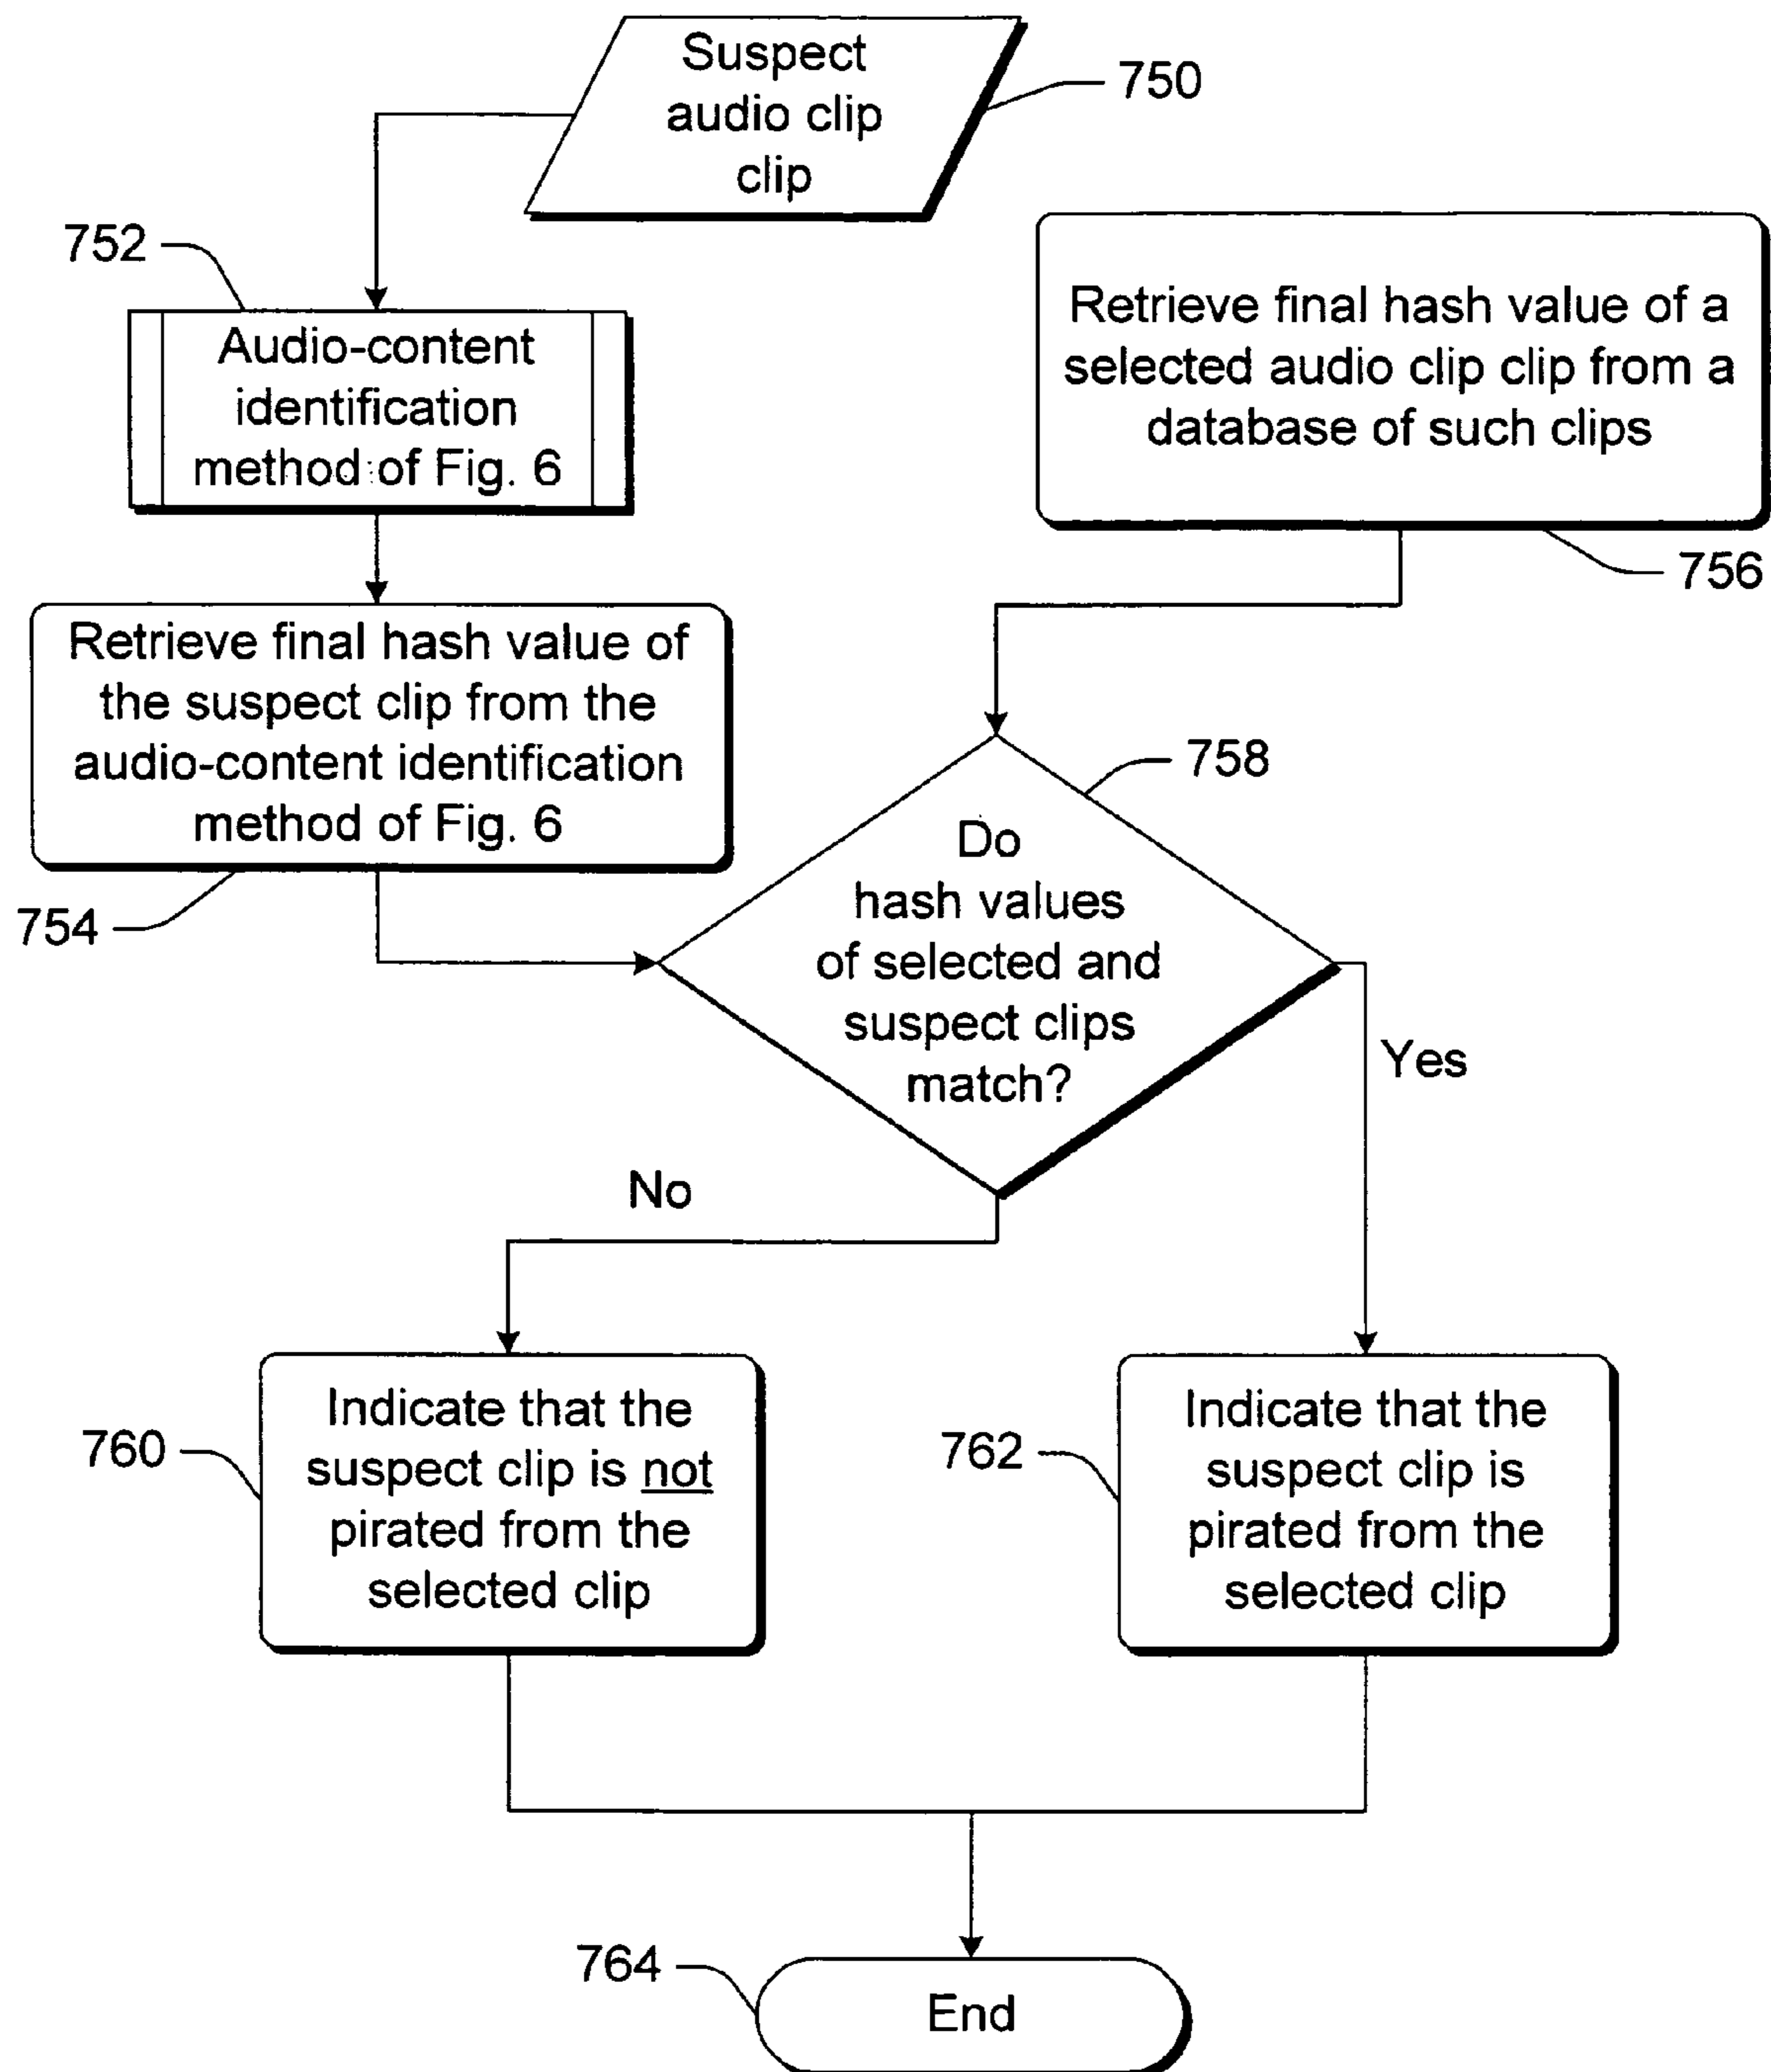 Suspect
audio clip
clip
750
752
Audio-content
identification
method of Fig. 6
Retrieve final hash value of a
selected audio clip clip from a
database of such clips
756
Retrieve final hash value of
the suspect clip from the
audio-content identification
method of Fig. 6
754
758
Do
hash values
of selected and
suspect clips
match?
Yes
No
760
Indicate that the
suspect clip is not
pirated from the
selected clip
762
Indicate that the
suspect clip is
pirated from the
selected clip
764
End